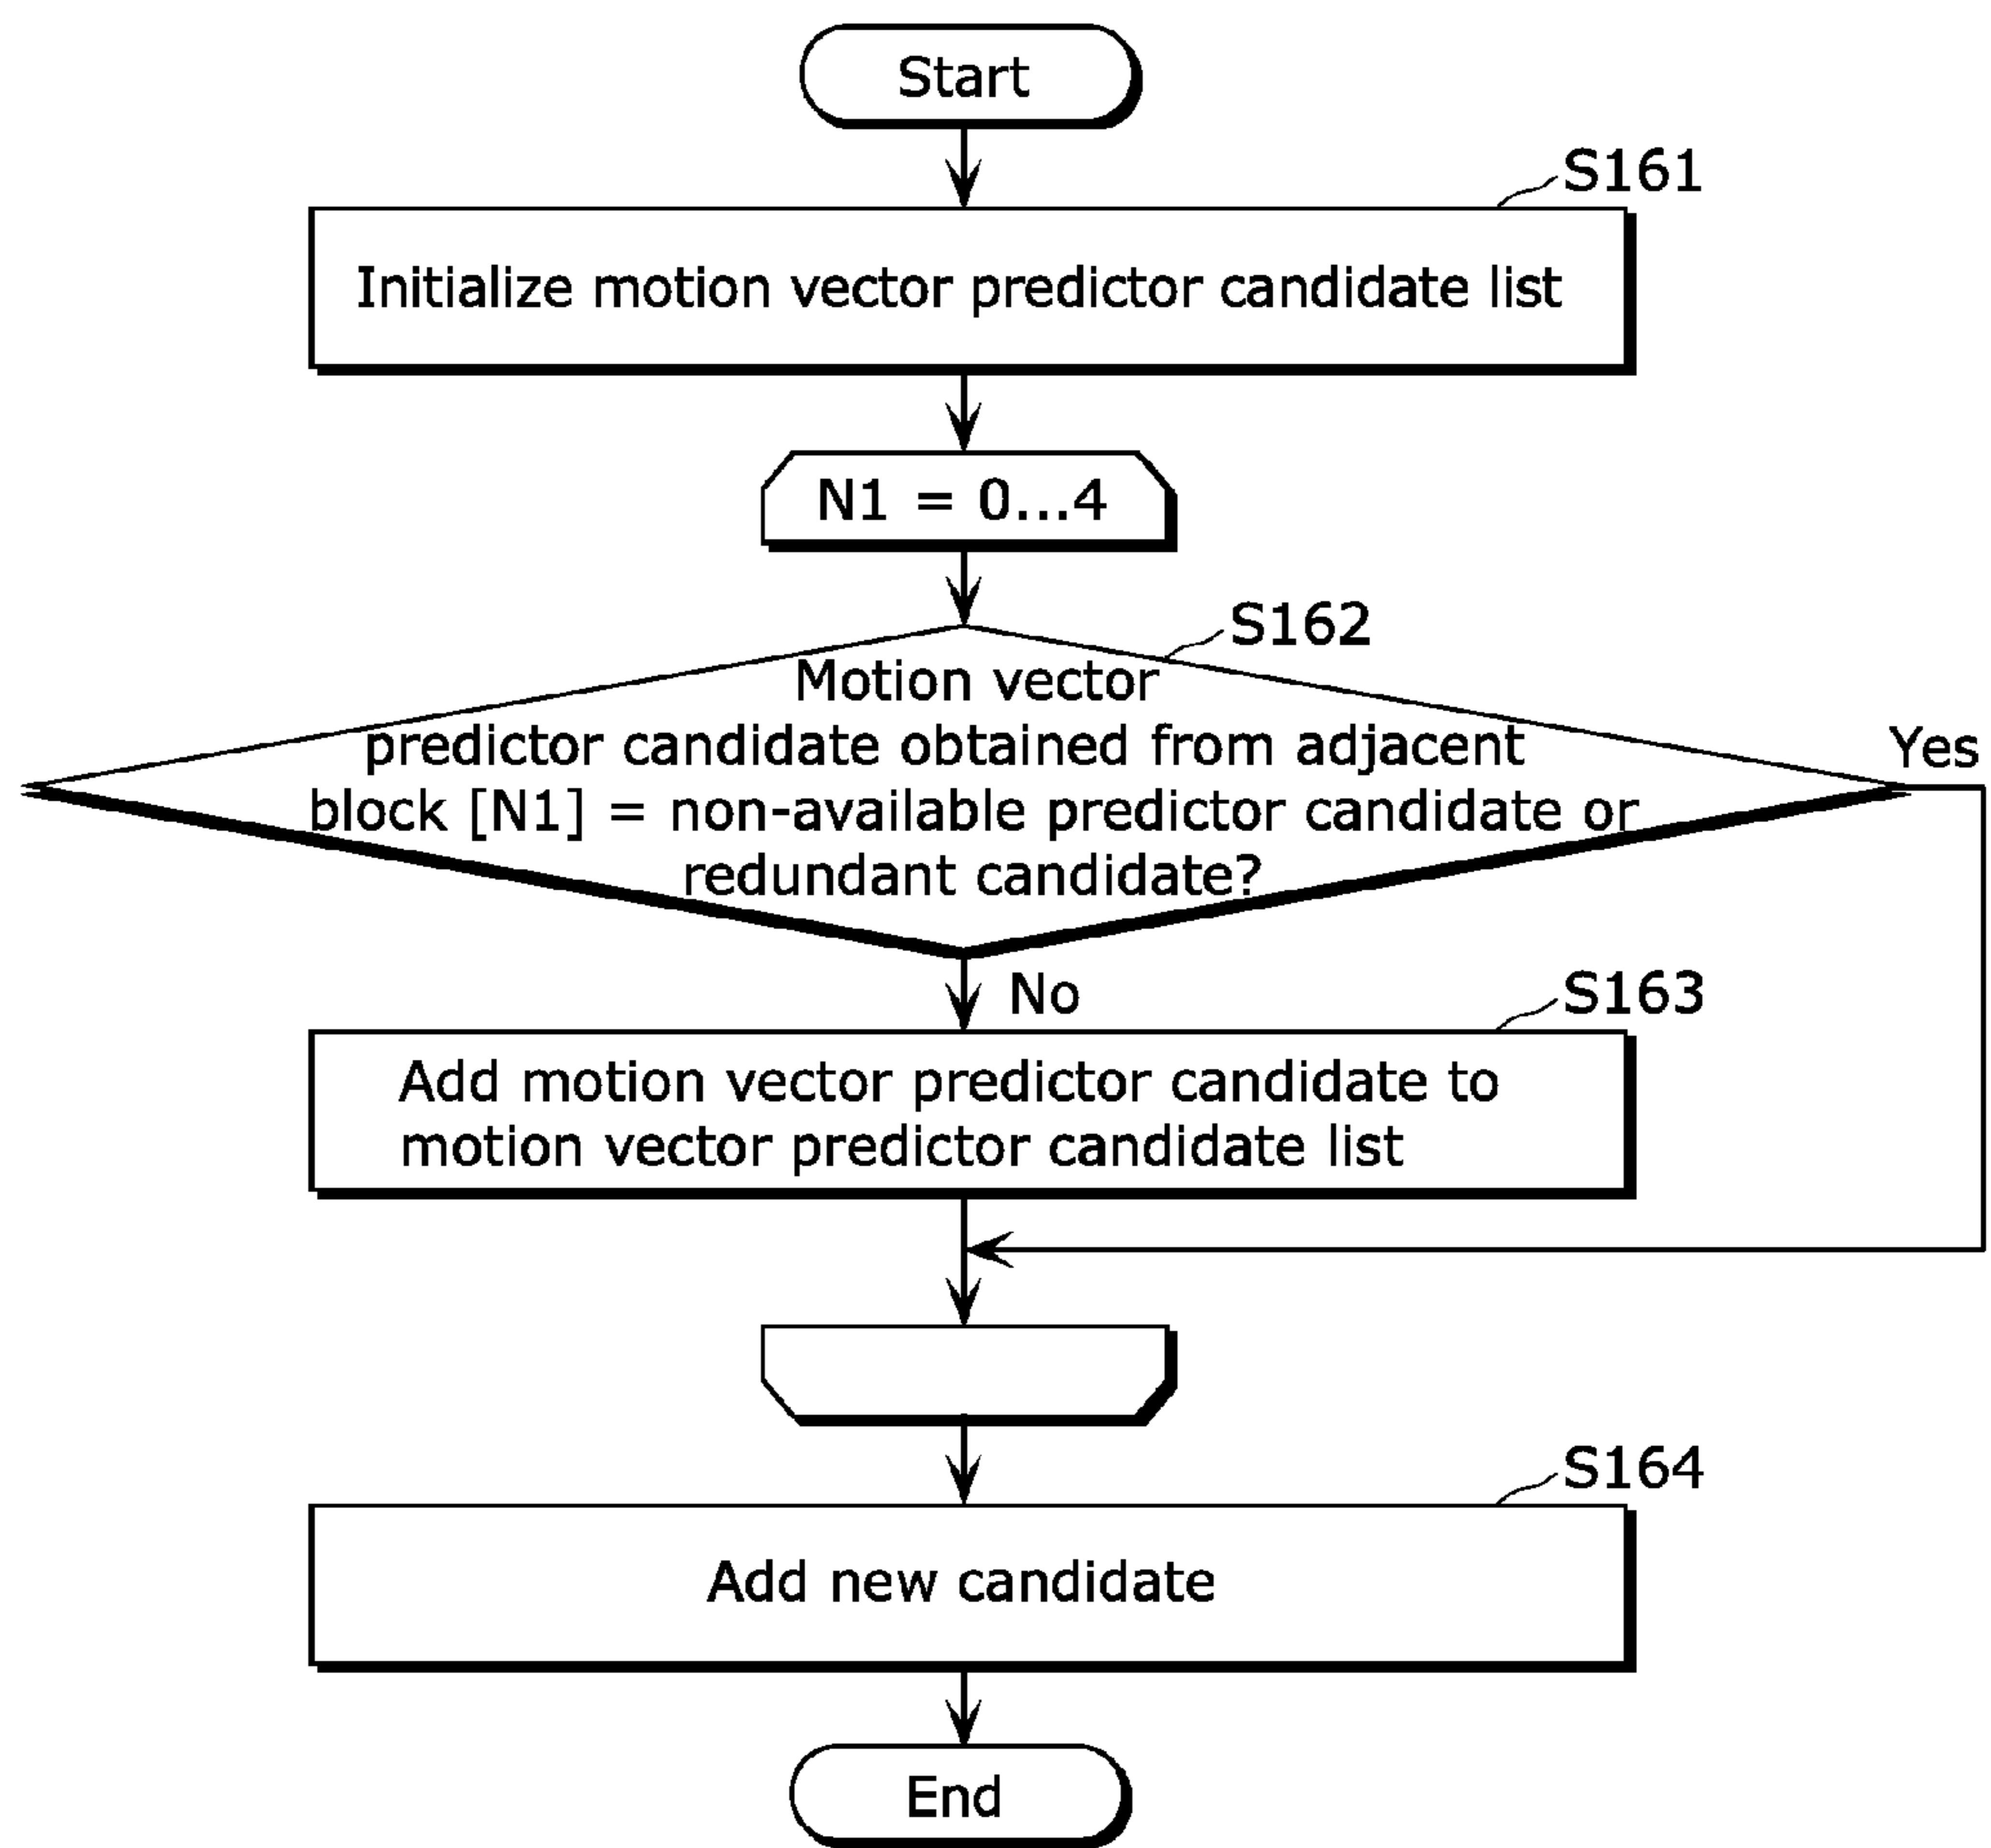 Start
S161
Initialize motion vector predictor candidate list
N1 = 0...4
S162
Motion vector
predictor candidate obtained from adjacent
block [N1] = non-available predictor candidate or
redundant candidate?
Yes
No
S163
Add motion vector predictor candidate to
motion vector predictor candidate list
S164
Add new candidate
End